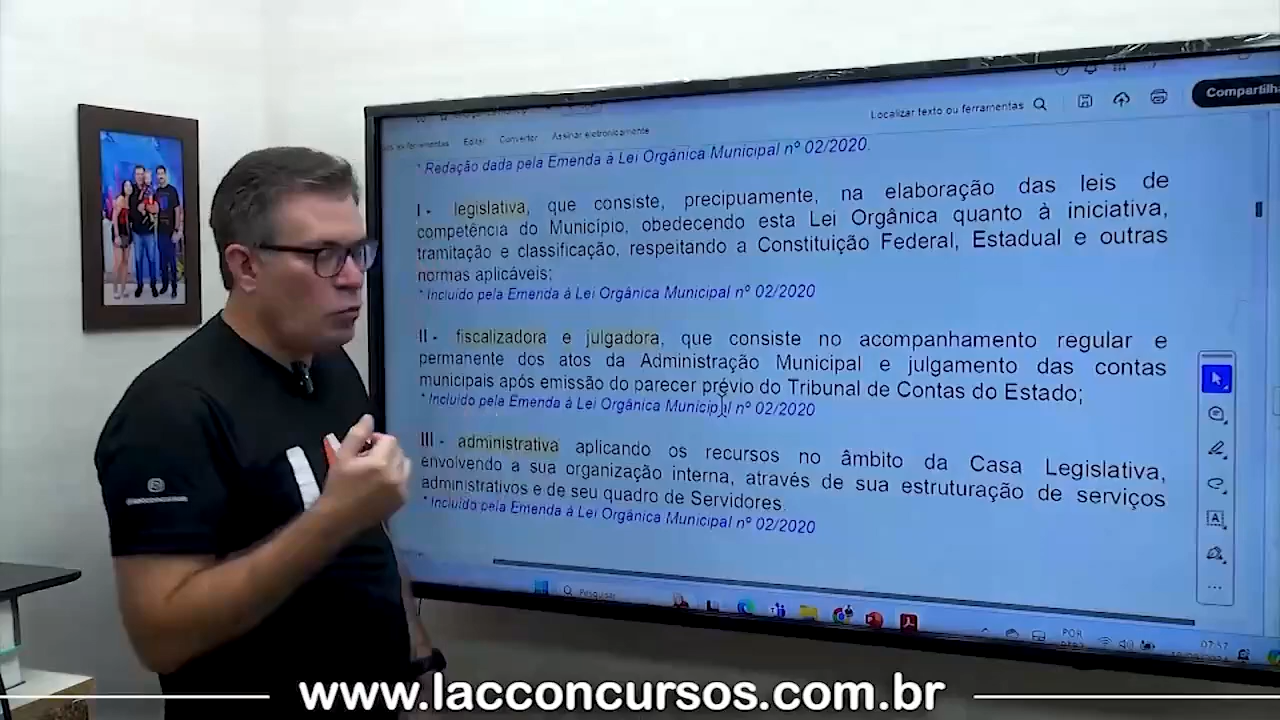 Localizar texto ou ferramentas
Compartilh
Editar Converter Assinar eletronicamente
* Redação dada pela Emenda à Lei Orgânica Municipal nº 02/2020.
I - legislativa, que consiste, precipuamente, na elaboração das leis de
competência do Município, obedecendo esta Lei Orgânica quanto à iniciativa,
tramitação e classificação, respeitando a Constituição Federal, Estadual e outras
normas aplicáveis;
* Incluído pela Emenda à Lei Orgânica Municipal nº 02/2020
II - fiscalizadora e julgadora, que consiste no acompanhamento regular e
permanente dos atos da Administração Municipal e julgamento das contas
municipais após emissão do parecer prévio do Tribunal de Contas do Estado;
* Incluído pela Emenda à Lei Orgânica Municipal nº 02/2020
III - administrativa aplicando os recursos no âmbito da Casa Legislativa,
envolvendo a sua organização interna, através de sua estruturação de serviços
administrativos e de seu quadro de Servidores.
* Incluído pela Emenda à Lei Orgânica Municipal nº 02/2020
Pesquisar
POR
07:57
www.lacconcursos.com.br